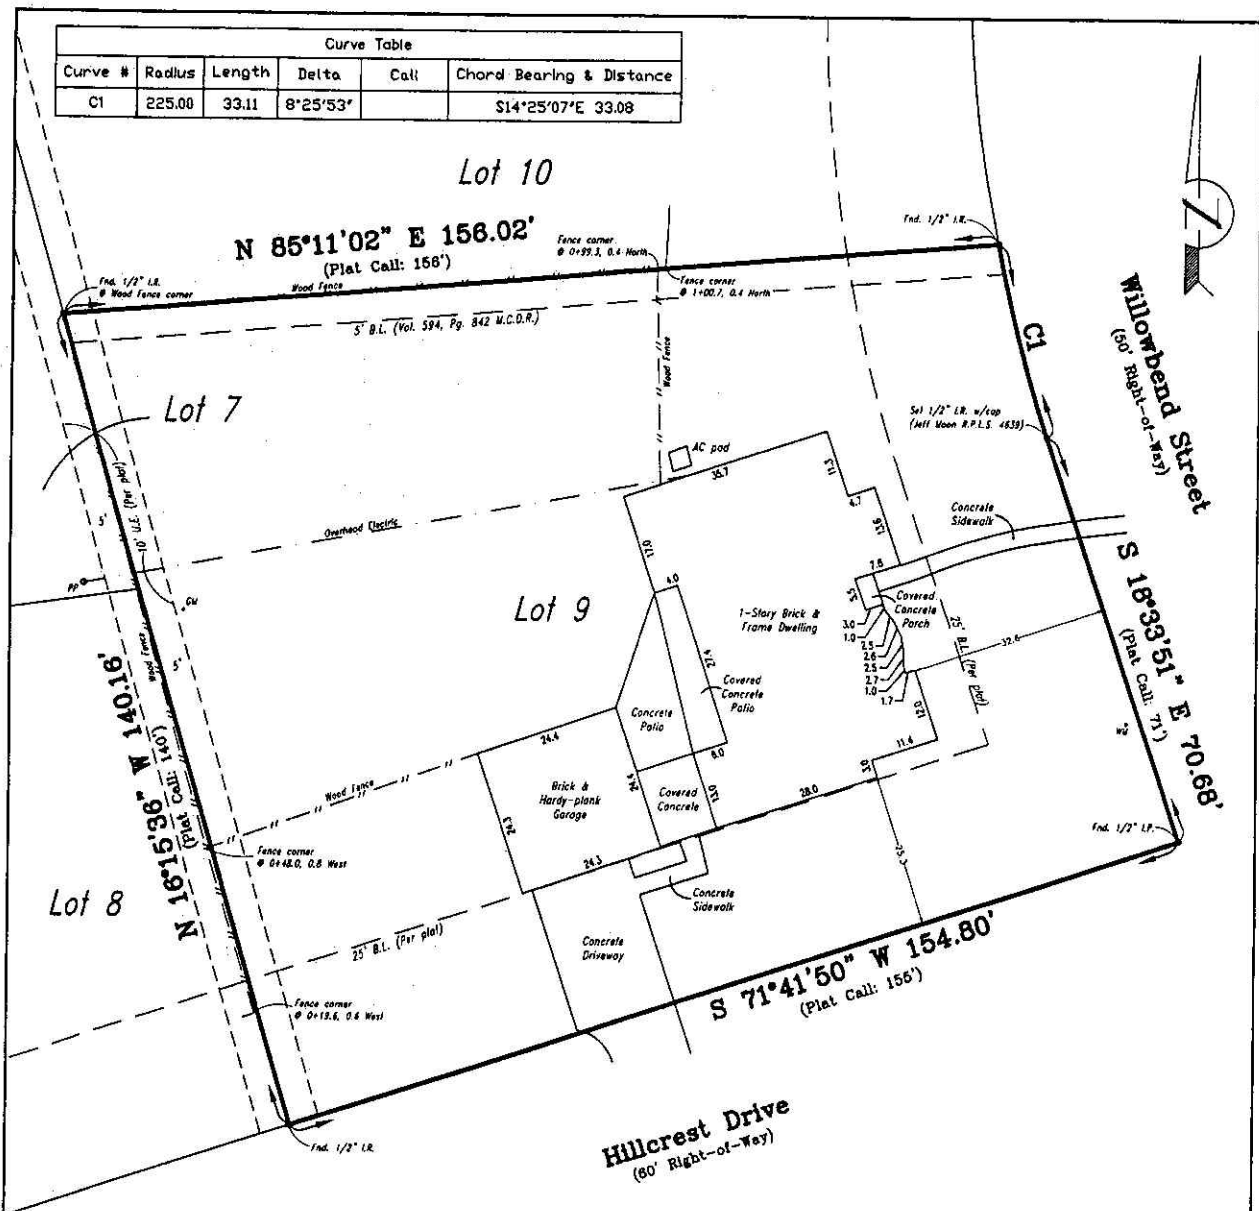 Curve Table
Curve # Radius Length Delta Call Chord Bearing & Distance
C1 225.00 33.11 8°25'53" S14°25'07"E 33.08
Lot 10
N 85°11'02" E 156.02'
(Plat Call: 156')
Fnd. 1/2" I.R.
@ Wood Fence corner
Wood Fence
Fence corner
@ 0+99.3, 0.4 North
Fence corner
@ 1+00.7, 0.4 North
Fnd. 1/2" I.R.
5' B.L. (Vol. 594, Pg. 842 M.C.D.R.)
Willowbend Street
(50' Right-of-Way)
C1
Lot 7
Wood Fence
Set 1/2" I.R. w/cap
(Jeff Moon R.P.L.S. 4639)
AC pad
35.7
11.3
4.7
13.6
7.8
5'
10' U.E. (Per plat)
Overhead Electric
17.0
4.0
Concrete
Sidewalk
PP
GM
Lot 9
1-Story Brick &
Frame Dwelling
Covered
Concrete
Porch
3.0
1.0
2.5
2.6
2.5
2.7
1.0
1.7
25' B.L. (Per plat)
32.6
S 18°33'51" E 70.68'
(Plat Call: 71')
Wood Fence
5'
27.4
Covered
Concrete
Patio
Concrete
Patio
12.0
11.4
3.0
WM
N 16°15'36" W 140.16'
(Plat Call: 140')
24.4
8.0
Wood Fence
Brick &
Hardy-plank
Garage
24.4
Covered
Concrete
13.0
28.0
24.3
24.3
Fnd. 1/2" I.P.
25.3
Fence corner
@ 0+48.0, 0.8 West
Lot 8
Concrete
Sidewalk
25' B.L. (Per plat)
Concrete
Driveway
S 71°41'50" W 154.80'
(Plat Call: 155')
Fence corner
@ 0+19.6, 0.6 West
Hillcrest Drive
(60' Right-of-Way)
Fnd. 1/2" I.R.